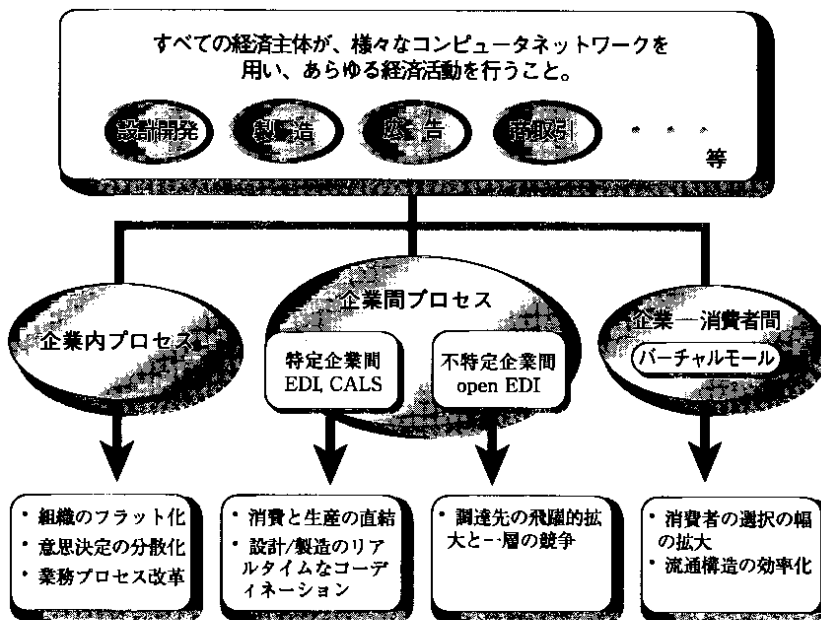 すべての経済主体が、様々なコンピュータネットワークを
用い、あらゆる経済活動を行うこと。
設計開発
製造
広告
商取引
・・・
等
企業内プロセス
企業間プロセス
特定企業間
EDI, CALS
不特定企業間
open EDI
企業―消費者間
バーチャルモール
・組織のフラット化
・意思決定の分散化
・業務プロセス改革
・消費と生産の直結
・設計/製造のリア
ルタイムなコーデ
ィネーション
・調達先の飛躍的拡
大と一層の競争
・消費者の選択の幅
の拡大
・流通構造の効率化